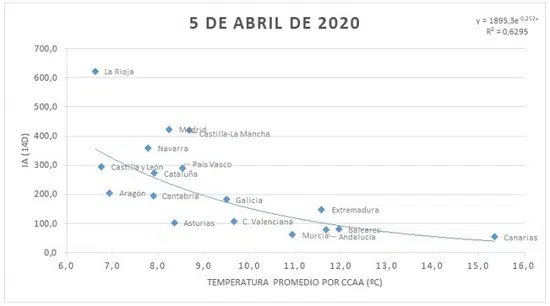 5 DE ABRIL DE 2020
y = 1895,3e-0,252x
R² = 0,6295
700,0
600,0
500,0
400,0
300,0
200,0
100,0
0,0
IA (14D)
La Rioja
Madrid
Castilla-La Mancha
Navarra
País Vasco
Castilla y León
Cataluña
Aragón
Cantabria
Galicia
Extremadura
Asturias
C. Valenciana
Murcia
Baleares
Andalucía
Canarias
6,0 7,0 8,0 9,0 10,0 11,0 12,0 13,0 14,0 15,0 16,0
TEMPERATURA PROMEDIO POR CCAA (ºC)